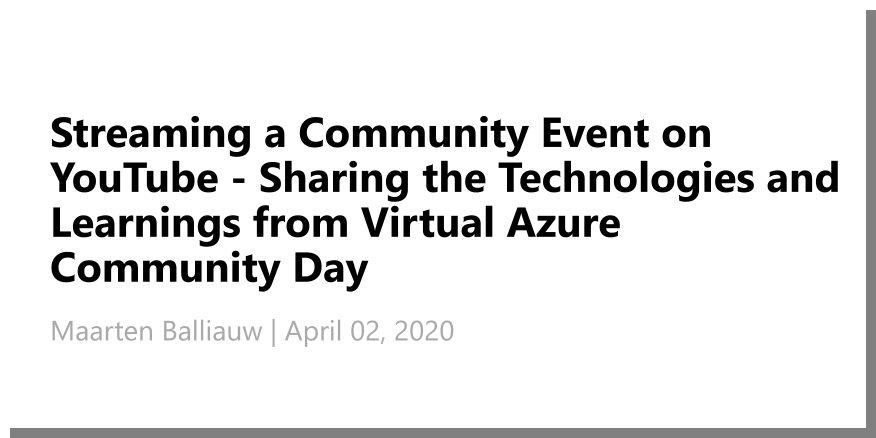 Streaming a Community Event on
YouTube - Sharing the Technologies and
Learnings from Virtual Azure
Community Day
Maarten Balliauw | April 02, 2020